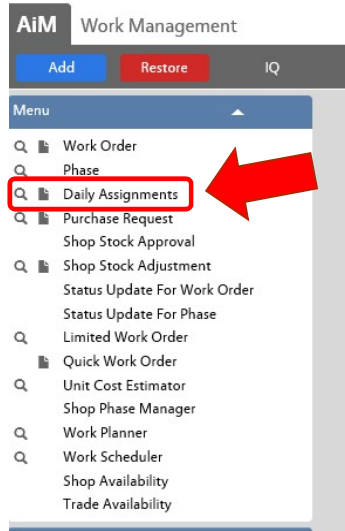 AiM Work Management
Add Restore IQ
Menu
Work Order
Phase
Daily Assignments
Purchase Request
Shop Stock Approval
Shop Stock Adjustment
Status Update For Work Order
Status Update For Phase
Limited Work Order
Quick Work Order
Unit Cost Estimator
Shop Phase Manager
Work Planner
Work Scheduler
Shop Availability
Trade Availability